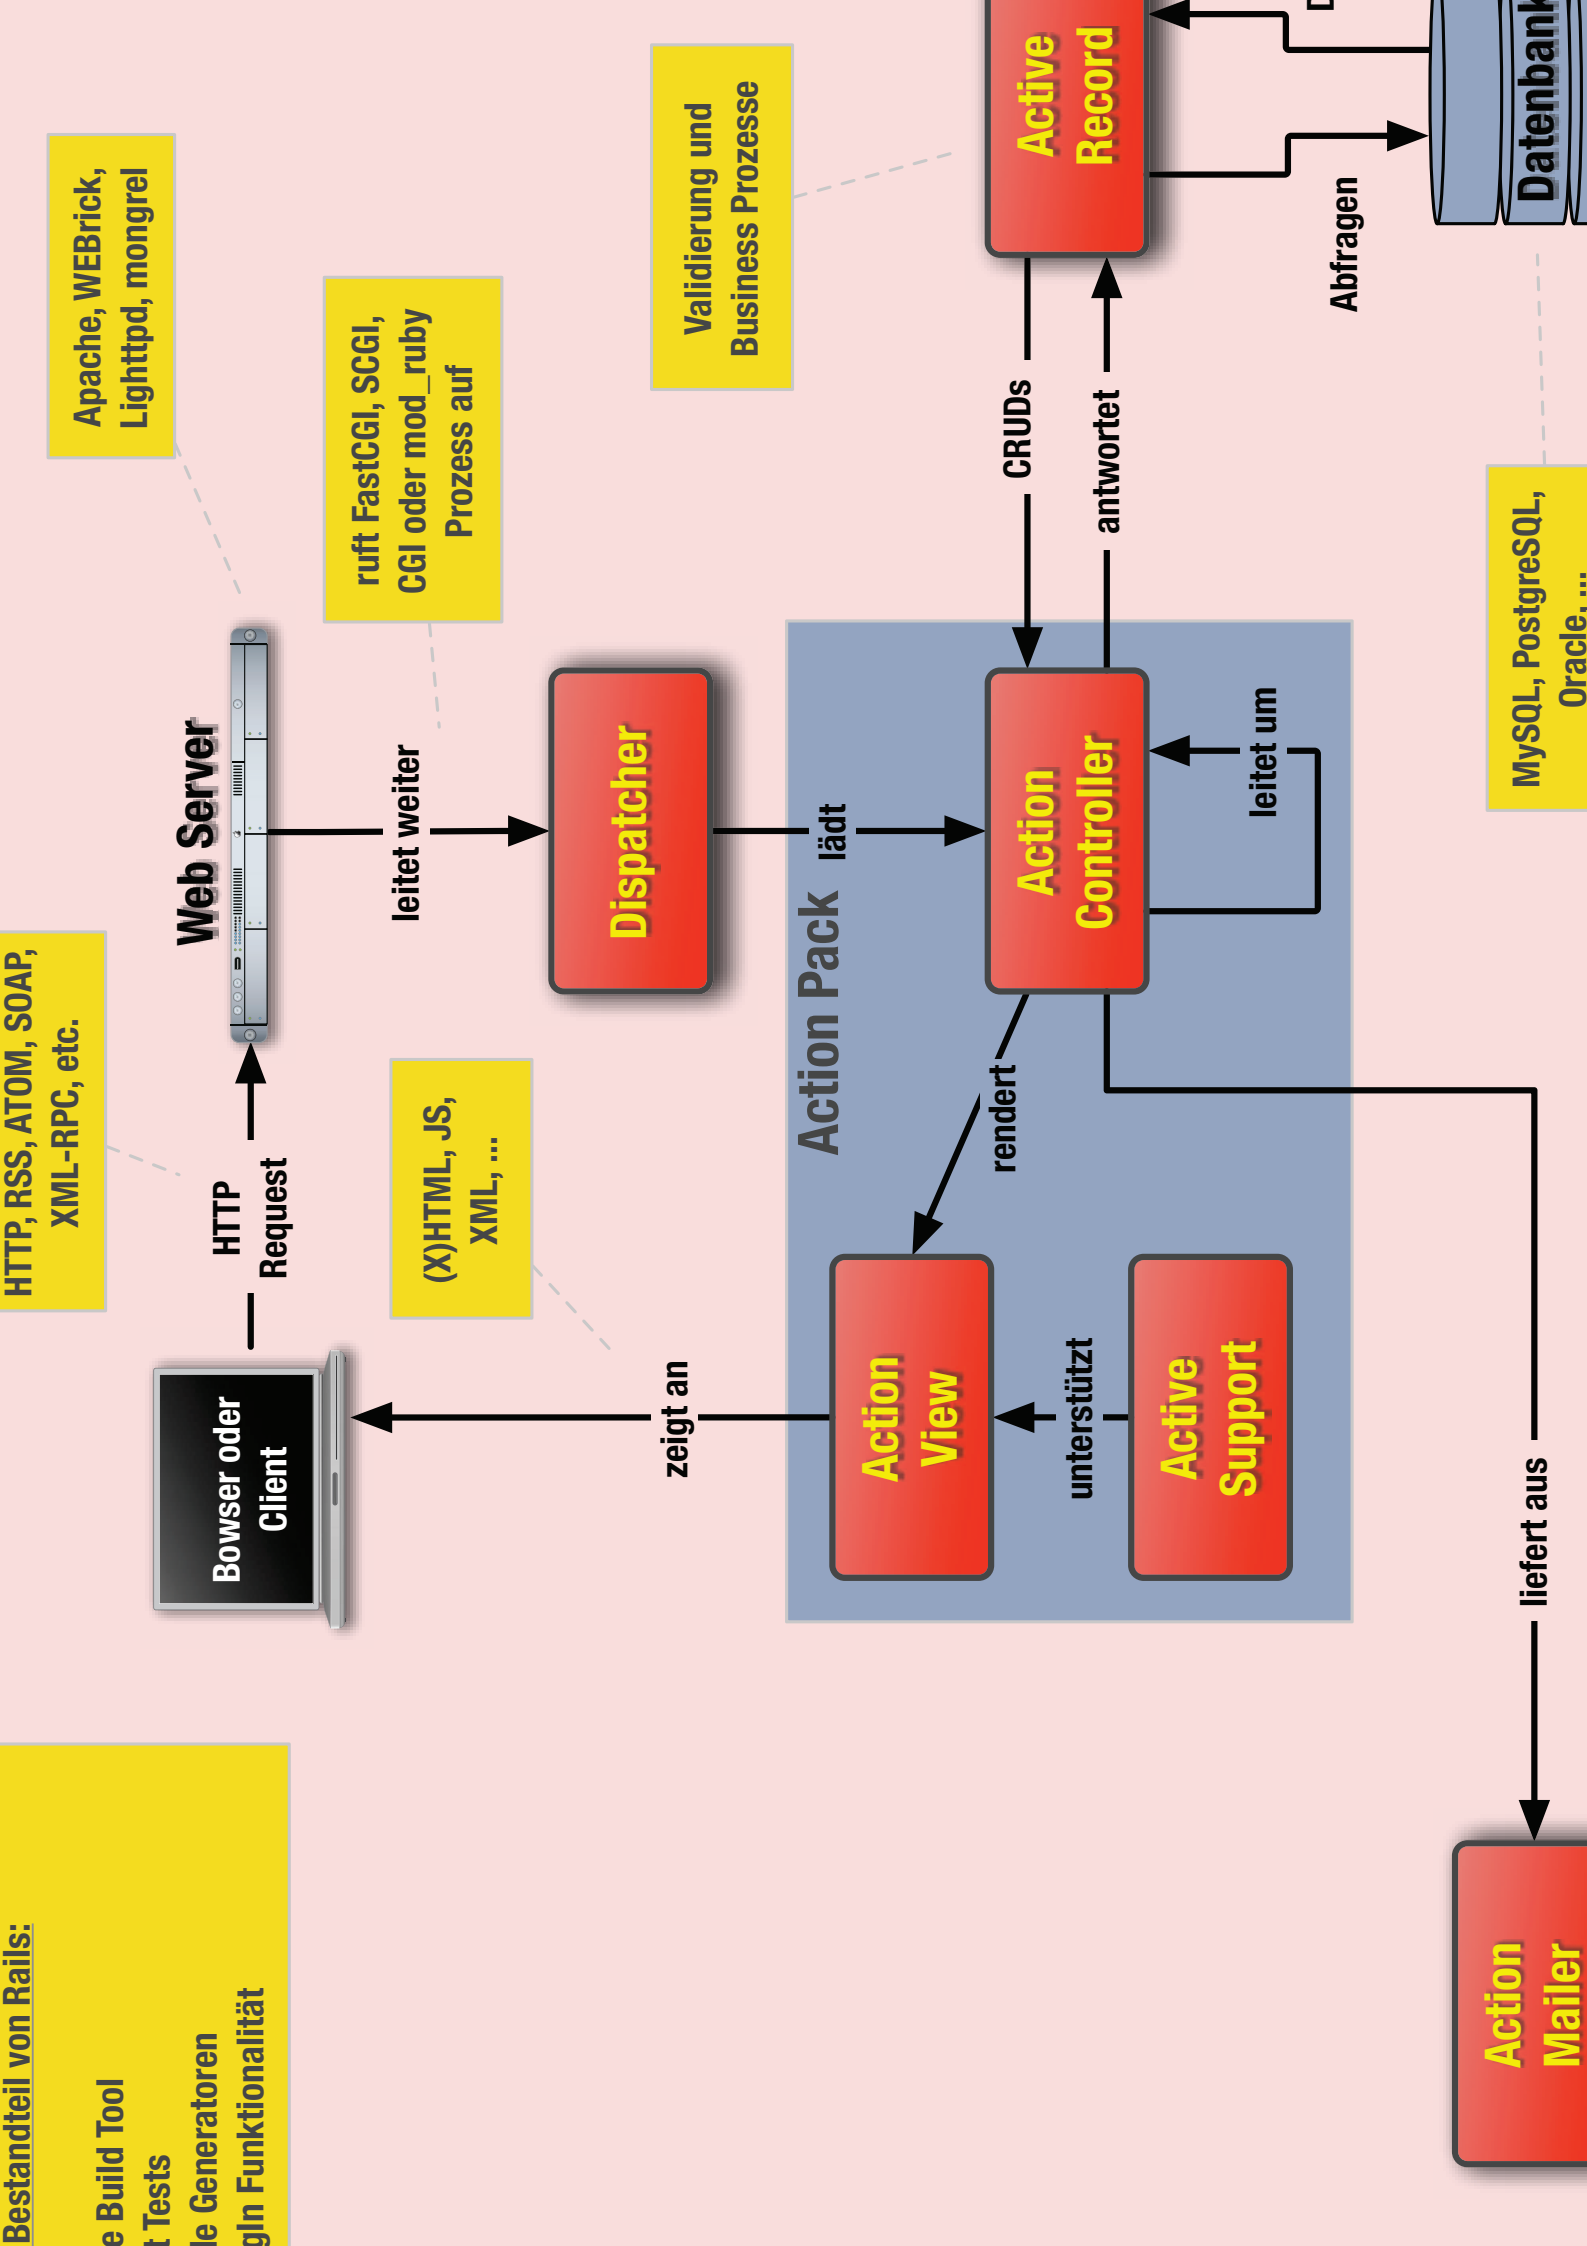 Bestandteil von Rails:
Build Tool
Tests
Generatoren
Funktionalität
HTTP, RSS, ATOM, SOAP,
XML-RPC, etc.
Apache, WEBrick,
Lighttpd, mongrel
Bowser oder
Client
HTTP
Request
Web Server
ruft FastCGI, SCGI,
CGI oder mod_ruby
Prozess auf
leitet weiter
(X)HTML, JS,
XML, ...
Dispatcher
zeigt an
Validierung und
Business Prozesse
Action Pack
lädt
Action
View
rendert
Action
Controller
CRUDs
antwortet
Active
Record
unterstützt
Active
Support
leitet um
Abfragen
Action
Mailer
liefert aus
MySQL, PostgreSQL,
Oracle, ...
Datenbank